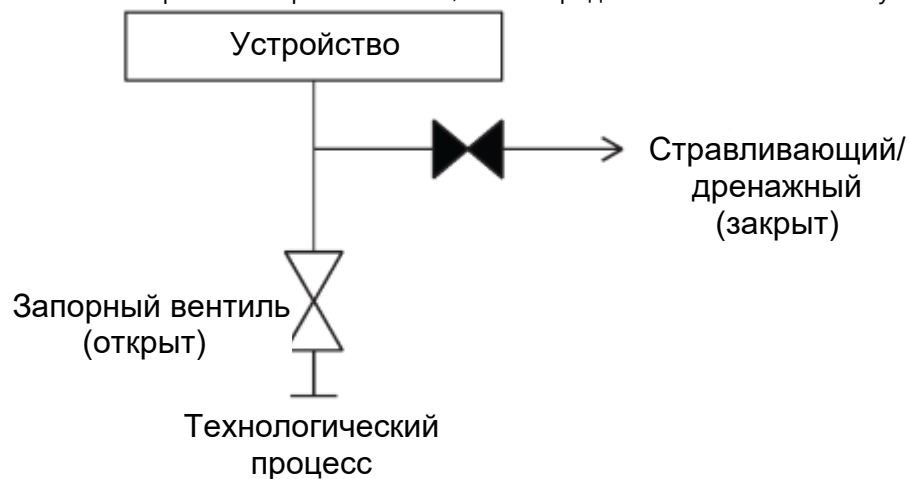 Устройство
Стравливающий/
дренажный
(закрыт)
Запорный вентиль
(открыт)
Технологический
процесс